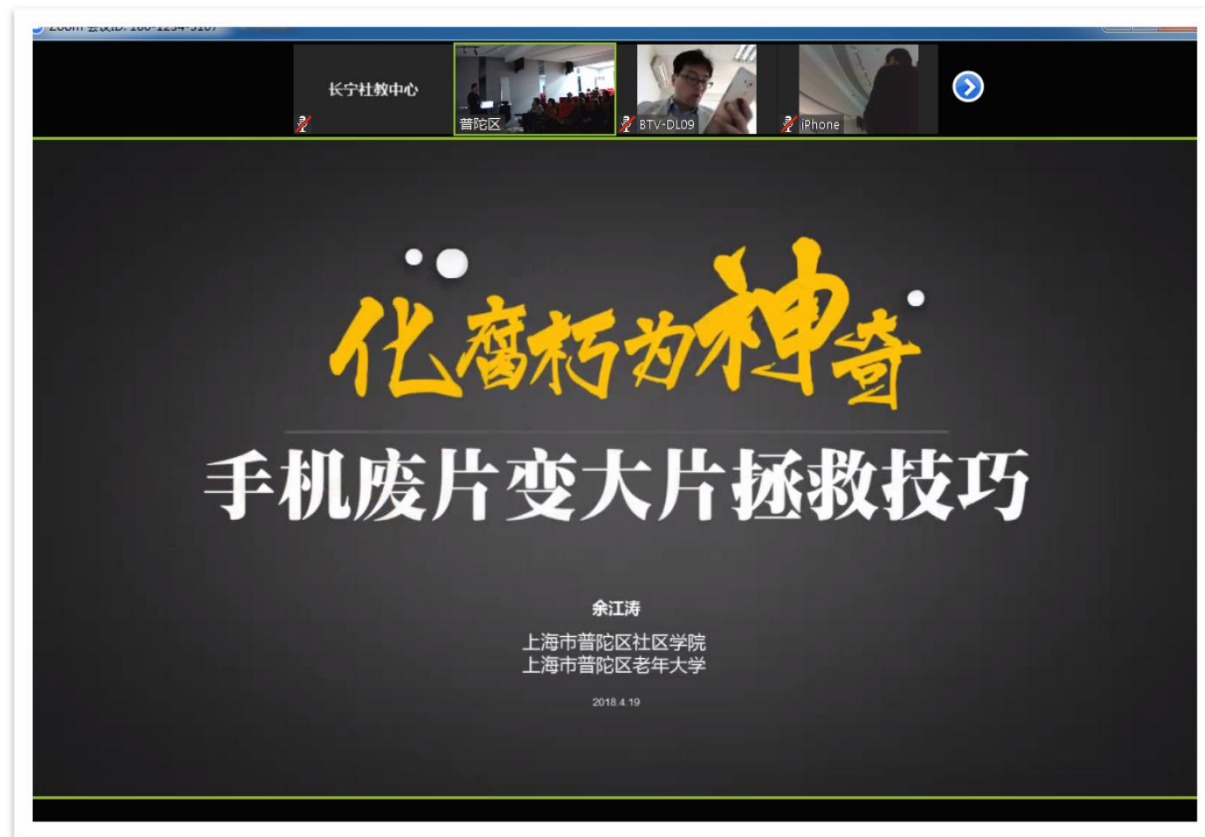 长宁社教中心
普陀区
BTV-DL09
iPhone
化腐朽为神奇
手机废片变大片拯救技巧
余江涛
上海市普陀区社区学院
上海市普陀区老年大学
2018.4.19